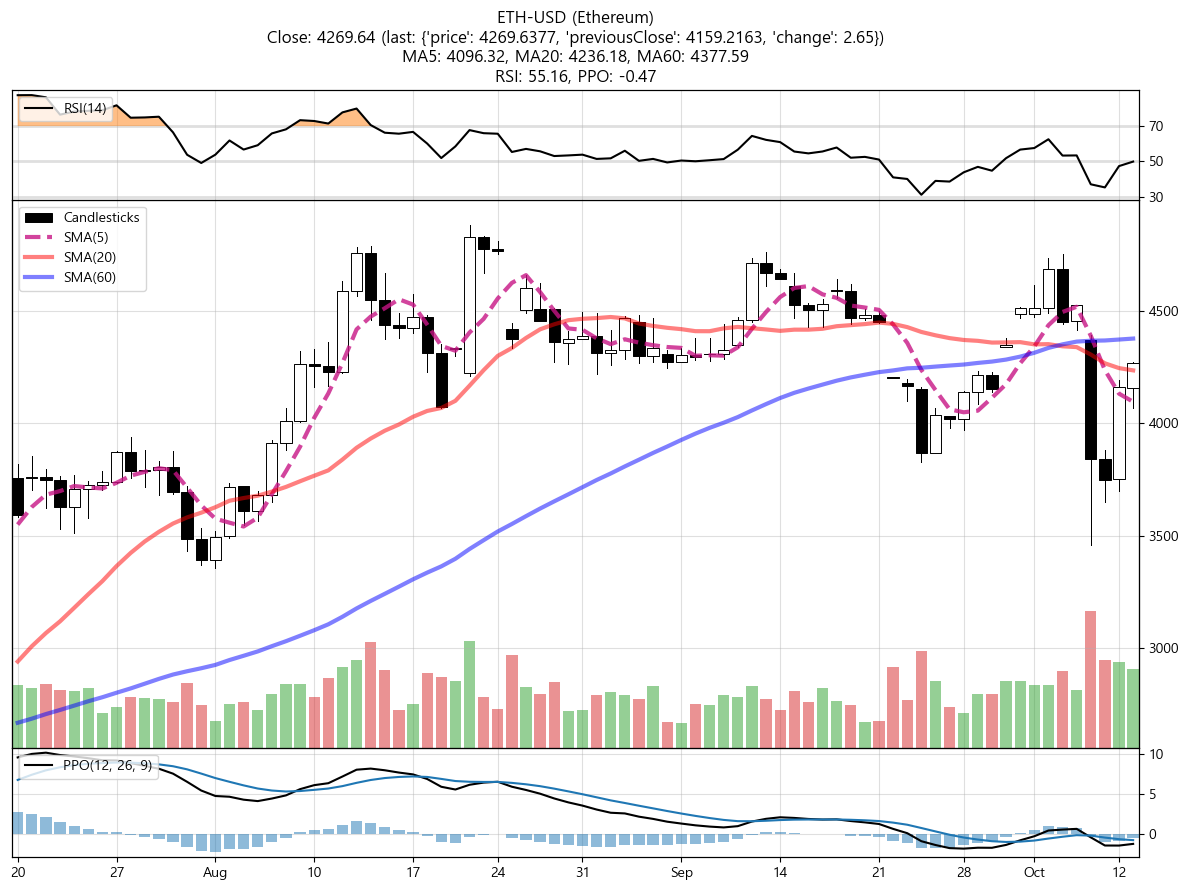 ETH-USD (Ethereum)
Close: 4269.64 (last: {'price': 4269.6377, 'previousClose': 4159.2163, 'change': 2.65})
MA5: 4096.32, MA20: 4236.18, MA60: 4377.59
RSI: 55.16, PPO: -0.47
RSI(14)
70
50
30
Candlesticks
SMA(5)
SMA(20)
SMA(60)
4500
4000
3500
3000
PPO(12, 26, 9)
10
5
0
20 27 Aug 10 17 24 31 Sep 14 21 28 Oct 12